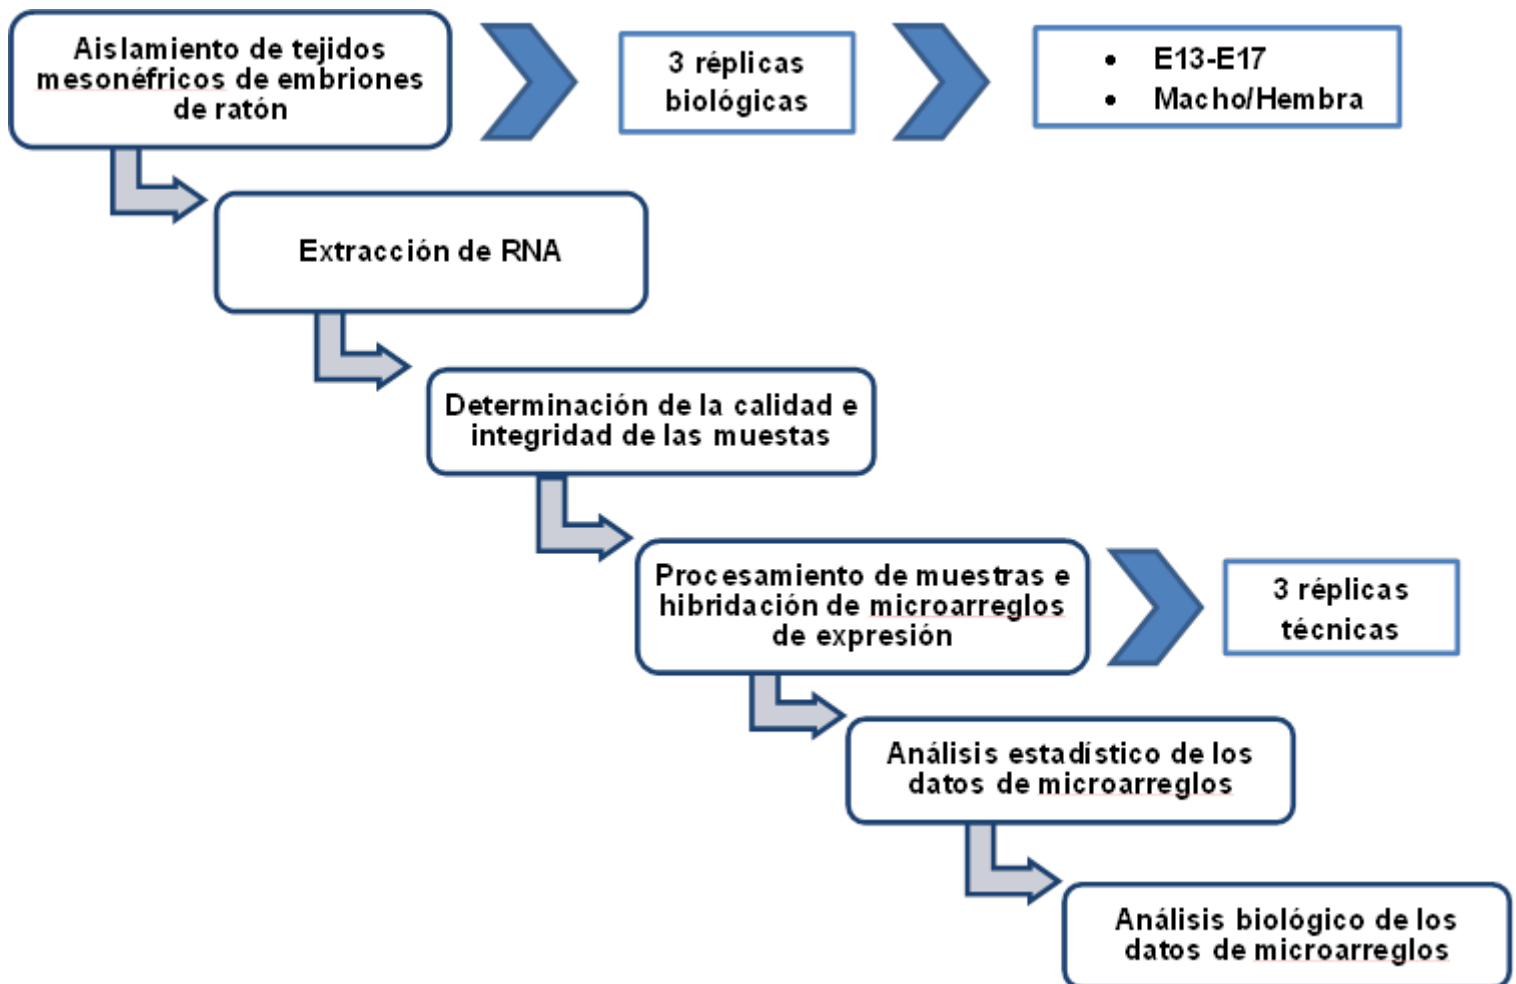 Aislamiento de tejidos
mesonéfricos de embriones
de ratón
3 réplicas
biológicas
• E13-E17
• Macho/Hembra
Extracción de RNA
Determinación de la calidad e
integridad de las muestas
Procesamiento de muestras e
hibridación de microarreglos
de expresión
3 réplicas
técnicas
Análisis estadístico de los
datos de microarreglos
Análisis biológico de los
datos de microarreglos